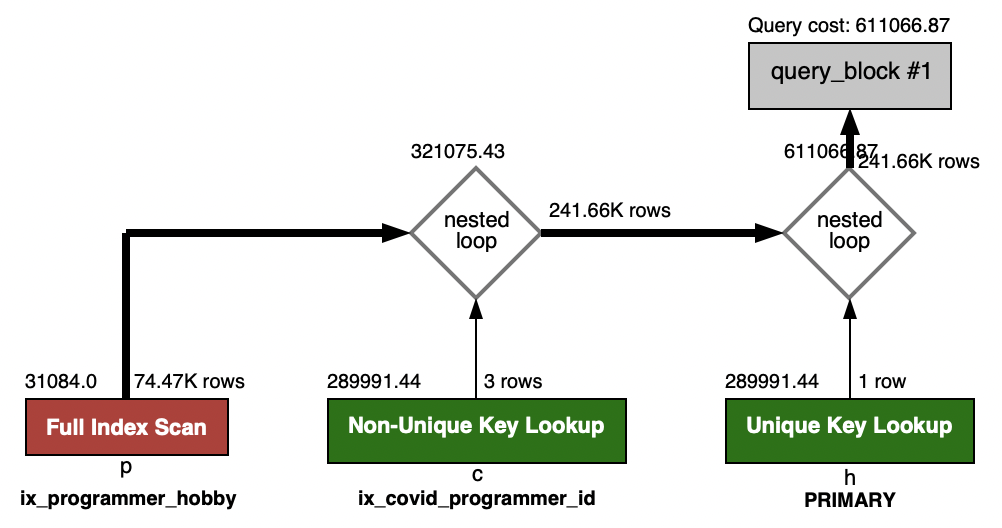 Query cost: 611066.87
query_block #1
321075.43
611066.87
241.66K rows
nested
loop
241.66K rows
nested
loop
31084.0
74.47K rows
289991.44
3 rows
289991.44
1 row
Full Index Scan
Non-Unique Key Lookup
Unique Key Lookup
p
c
h
ix_programmer_hobby
ix_covid_programmer_id
PRIMARY